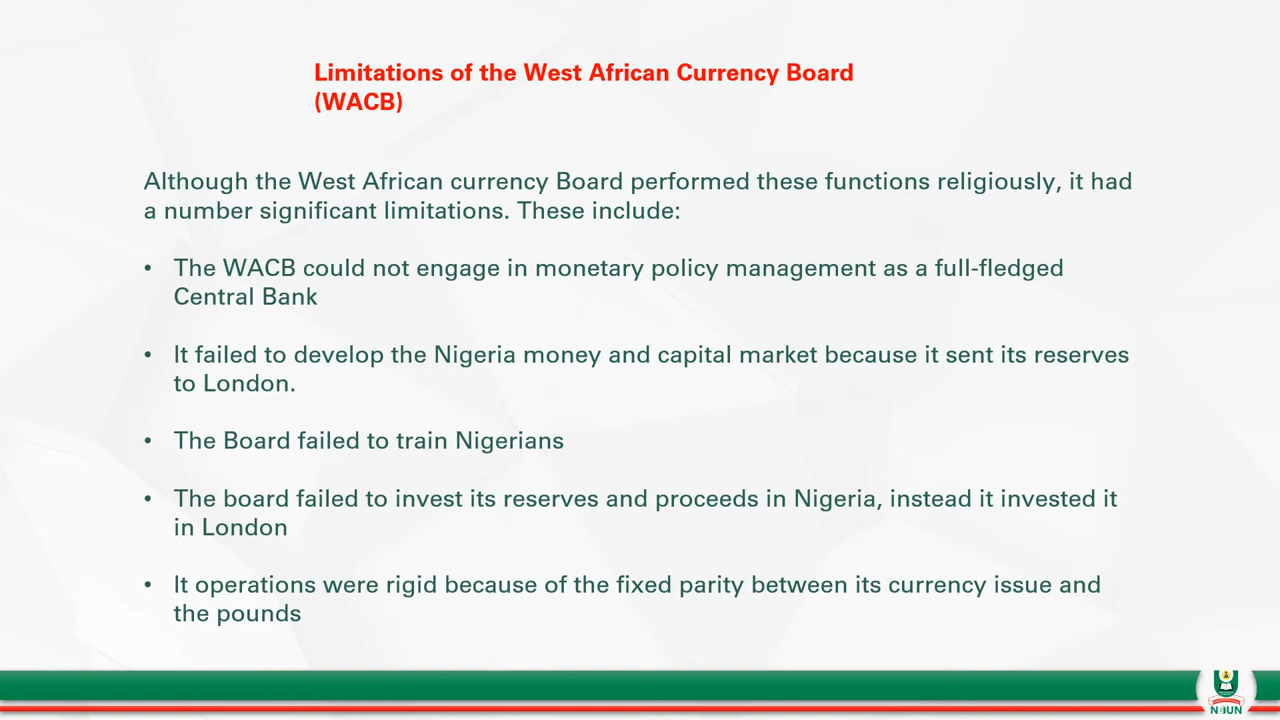 Limitations of the West African Currency Board
(WACB)
Although the West African currency Board performed these functions religiously, it had
a number significant limitations. These include:
• The WACB could not engage in monetary policy management as a full-fledged
Central Bank
• It failed to develop the Nigeria money and capital market because it sent its reserves
to London.
• The Board failed to train Nigerians
• The board failed to invest its reserves and proceeds in Nigeria, instead it invested it
in London
• It operations were rigid because of the fixed parity between its currency issue and
the pounds
NOUN